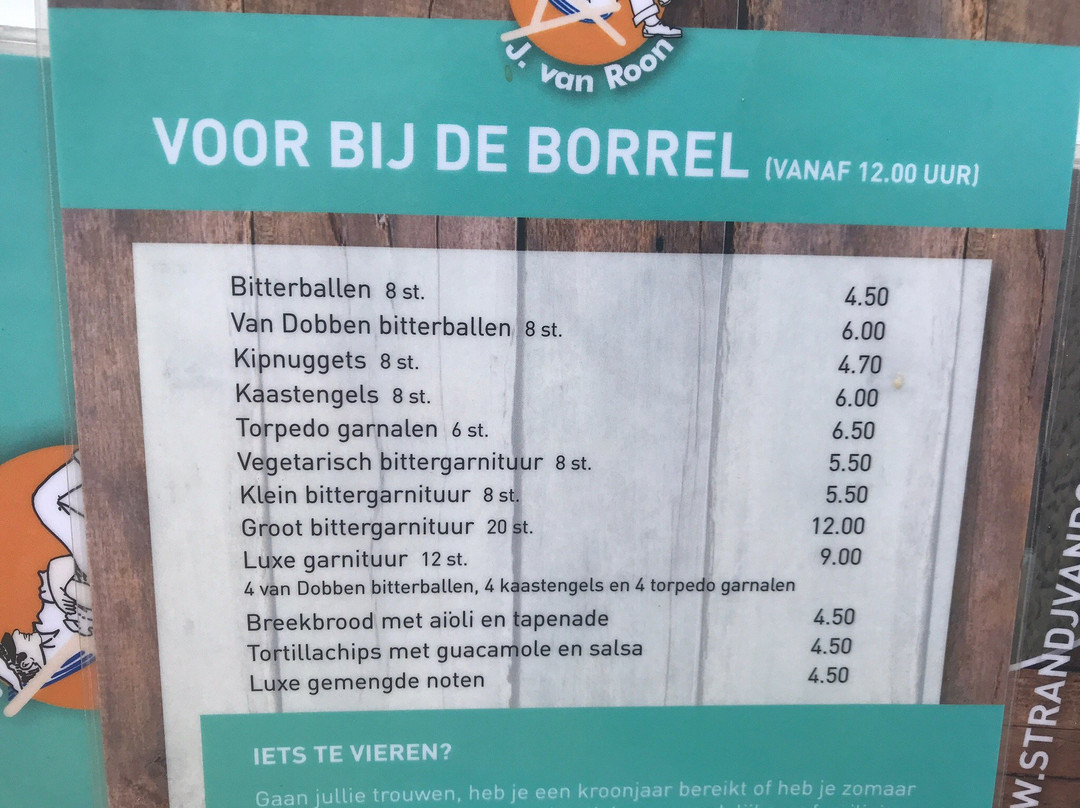 J. van Roon
VOOR BIJ DE BORREL (VANAF 12.00 UUR)
Bitterballen 8 st. 4.50
Van Dobben bitterballen 8 st. 6.00
Kipnuggets 8 st. 4.70
Kaastengels 8 st. 6.00
Torpedo garnalen 6 st. 6.50
Vegetarisch bittergarnituur 8 st. 5.50
Klein bittergarnituur 8 st. 5.50
Groot bittergarnituur 20 st. 12.00
Luxe garnituur 12 st. 9.00
4 van Dobben bitterballen, 4 kaastengels en 4 torpedo garnalen
Breekbrood met aïoli en tapenade 4.50
Tortillachips met guacamole en salsa 4.50
Luxe gemengde noten 4.50
IETS TE VIEREN?
Gaan jullie trouwen, heb je een kroonjaar bereikt of heb je zomaar
W.STRANDJVAND